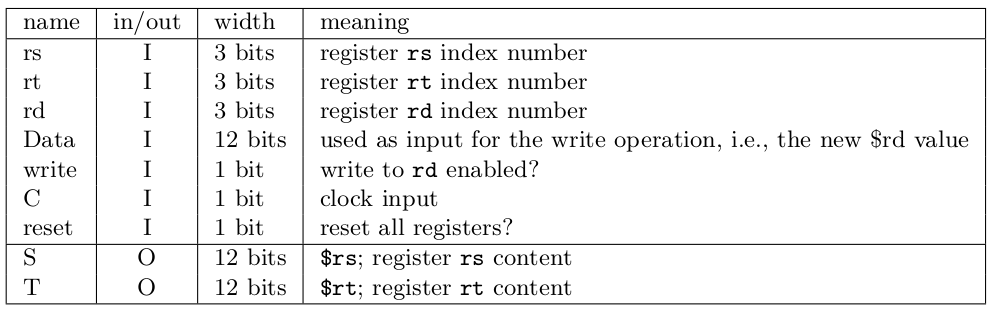 name in/out width meaning
rs I 3 bits register rs index number
rt I 3 bits register rt index number
rd I 3 bits register rd index number
Data I 12 bits used as input for the write operation, i.e., the new $rd value
write I 1 bit write to rd enabled?
C I 1 bit clock input
reset I 1 bit reset all registers?
S O 12 bits $rs; register rs content
T O 12 bits $rt; register rt content